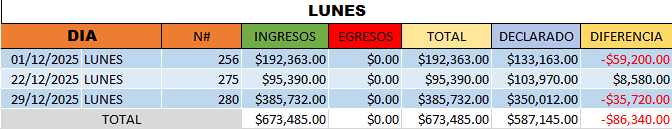 LUNES
DIA N# INGRESOS EGRESOS TOTAL DECLARADO DIFERENCIA
01/12/2025 LUNES 256 $192,363.00 $0.00 $192,363.00 $133,163.00 -$59,200.00
22/12/2025 LUNES 275 $95,390.00 $0.00 $95,390.00 $103,970.00 $8,580.00
29/12/2025 LUNES 280 $385,732.00 $0.00 $385,732.00 $350,012.00 -$35,720.00
TOTAL $673,485.00 $0.00 $673,485.00 $587,145.00 -$86,340.00